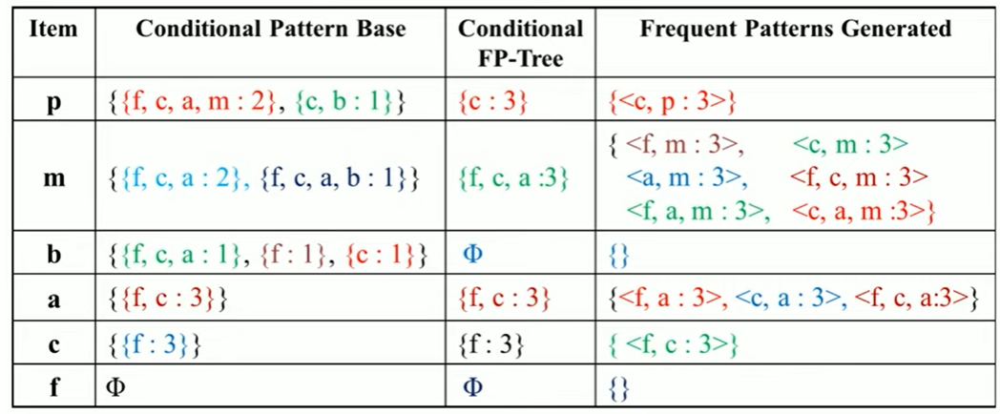 Item Conditional Pattern Base Conditional FP-Tree Frequent Patterns Generated
p {{f, c, a, m : 2}, {c, b : 1}} {c : 3} {<c, p : 3>}
m {{f, c, a : 2}, {f, c, a, b : 1}} {f, c, a :3} { <f, m : 3>, <c, m : 3>
<a, m : 3>, <f, c, m : 3>
<f, a, m : 3>, <c, a, m :3>}
b {{f, c, a : 1}, {f : 1}, {c : 1}} Φ {}
a {{f, c : 3}} {f, c : 3} {<f, a : 3>, <c, a : 3>, <f, c, a:3>}
c {{f : 3}} {f : 3} { <f, c : 3>}
f Φ Φ {}